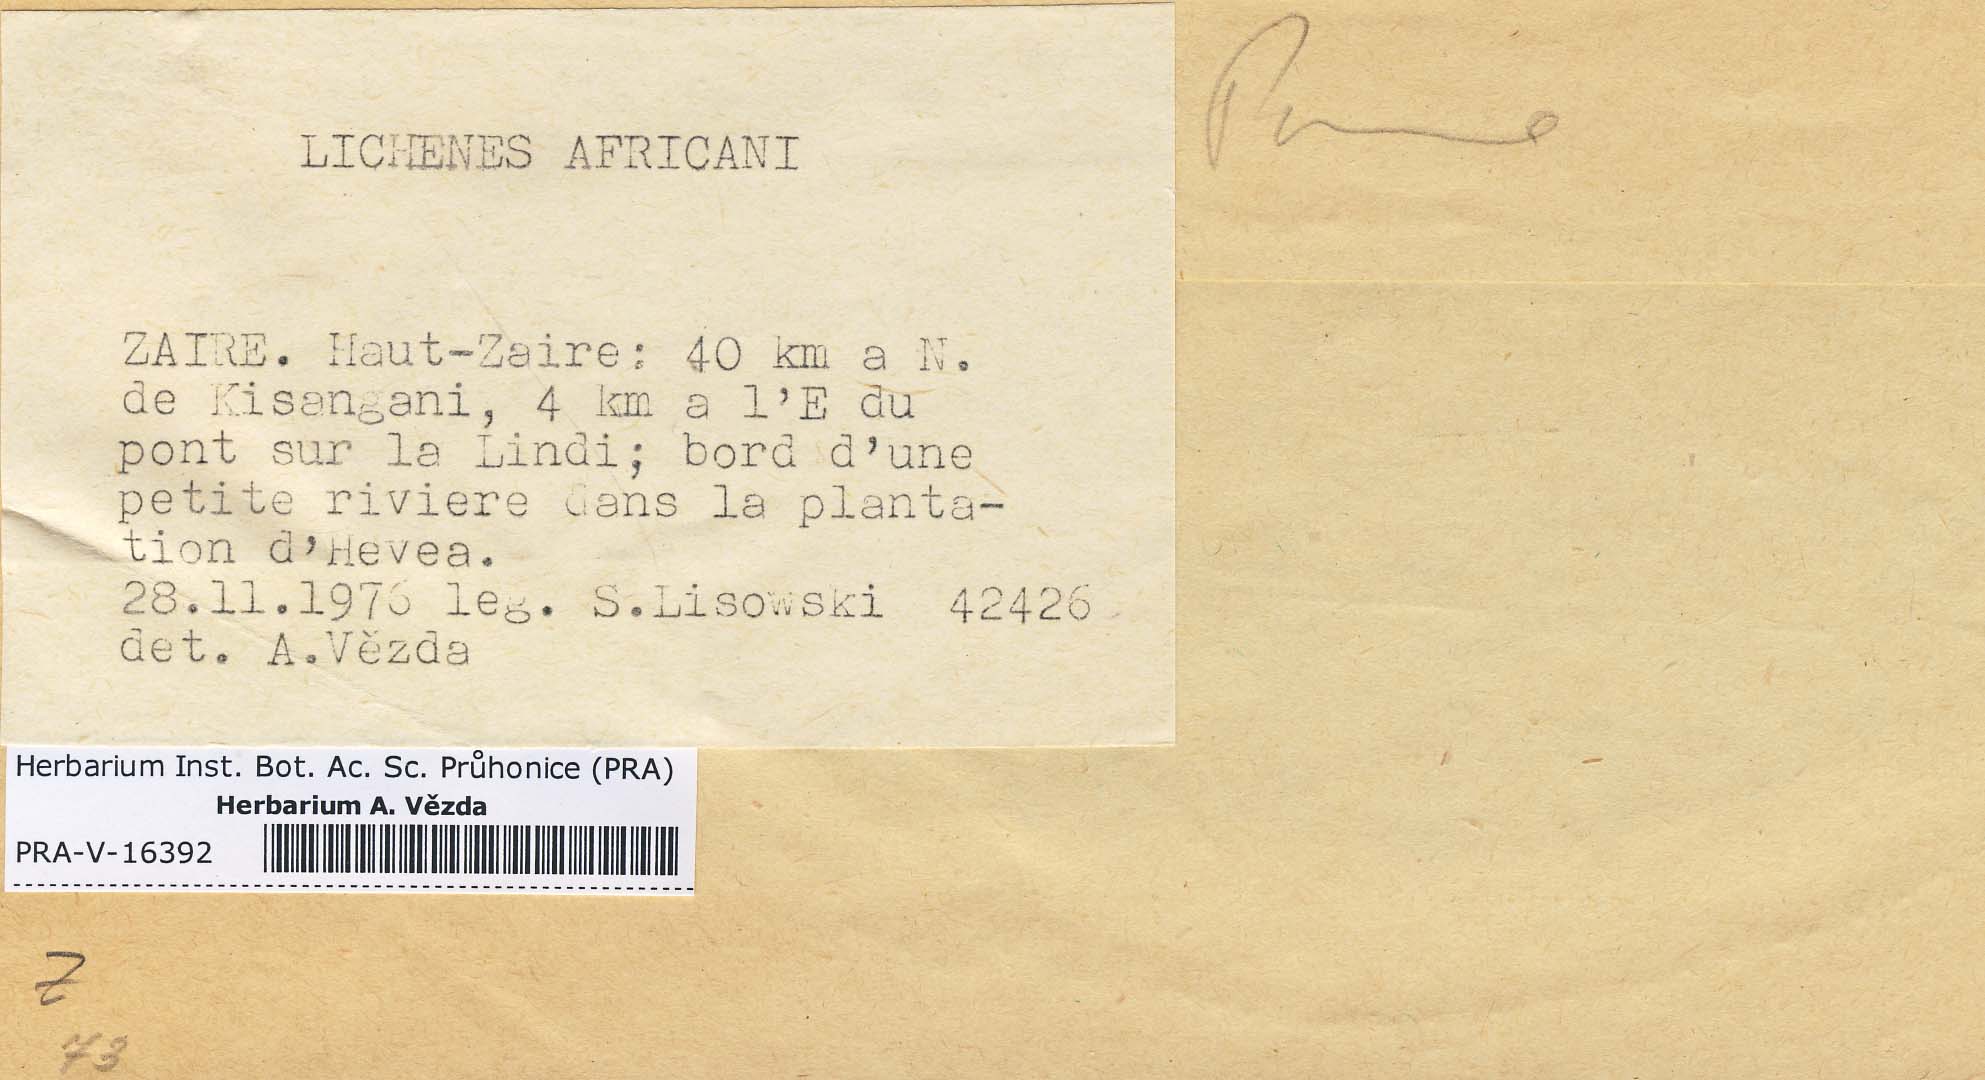 LICHENES AFRICANI
ZAIRE. Haut-Zaire: 40 km a N.
de Kisangani, 4 km a l'E du
pont sur la Lindi; bord d'une
petite riviere dans la planta-
tion d'Hevea.
28.11.1976 leg. S.Lisowski 42426
det. A.Vězda
Herbarium Inst. Bot. Ac. Sc. Průhonice (PRA)
Herbarium A. Vězda
PRA-V-16392
Z
73